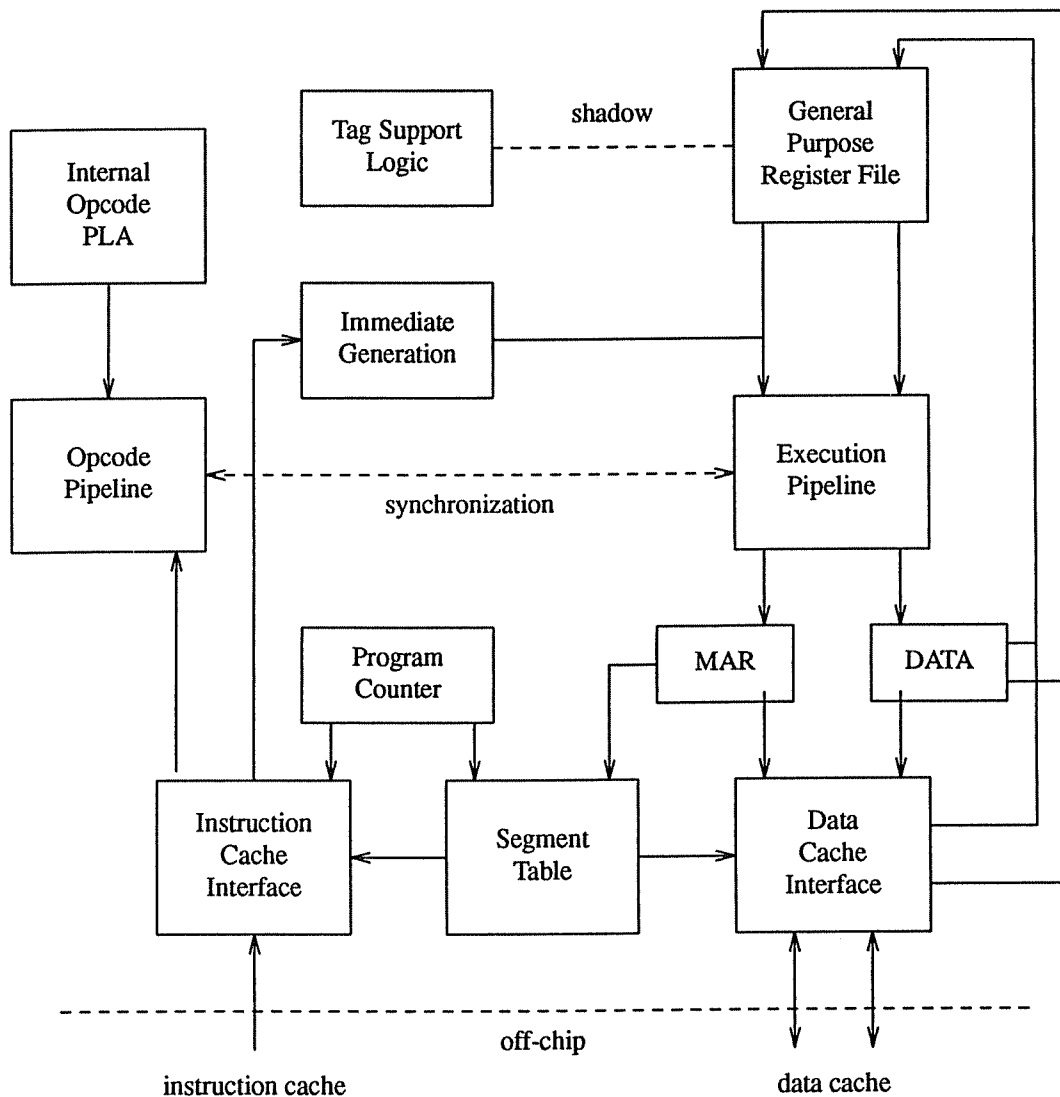 shadow
Tag Support
Logic
General
Purpose
Register File
Internal
Opcode
PLA
Immediate
Generation
Opcode
Pipeline
Execution
Pipeline
synchronization
Program
Counter
MAR
DATA
Instruction
Cache
Interface
Segment
Table
Data
Cache
Interface
off-chip
instruction cache
data cache